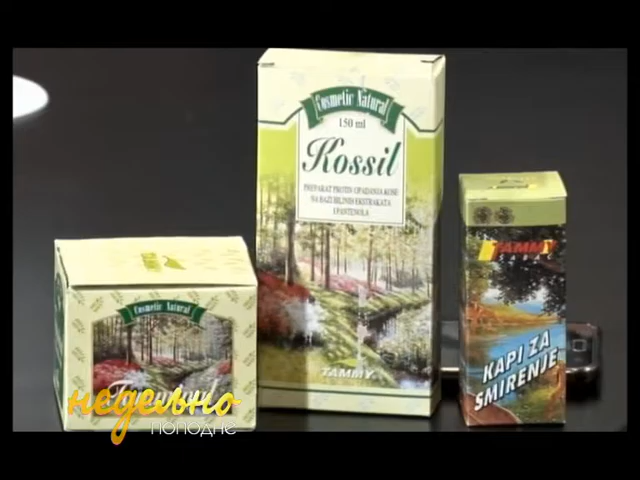 Cosmetic Natural
150 ml
Kossil
PREPARAT PROTIV OPADANJA KOSE
NA BAZI BILJNIH EKSTRAKATA
I PANTENOLA
TAMMY
TAMMY
KAPI ZA
SMIRENJE
Cosmetic Natural
недељно
поподне